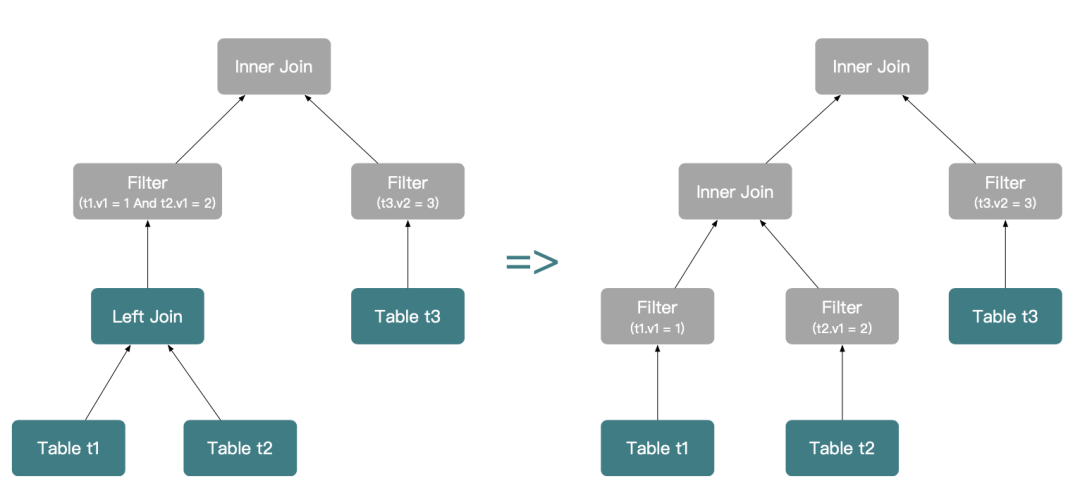 Inner Join
Filter
(t1.v1 = 1 And t2.v1 = 2)
Filter
(t3.v2 = 3)
Left Join
Table t3
Table t1
Table t2
=>
Inner Join
Inner Join
Filter
(t3.v2 = 3)
Filter
(t1.v1 = 1)
Filter
(t2.v1 = 2)
Table t3
Table t1
Table t2